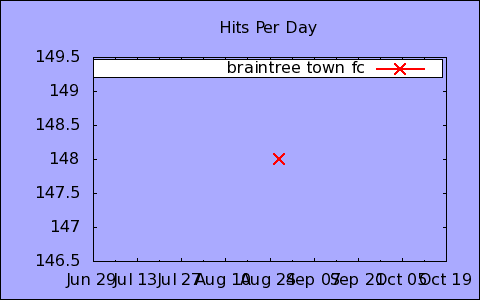 Hits Per Day
149.5
braintree town fc
149
148.5
148
147.5
147
146.5
Jun 29 Jul 13 Jul 27 Aug 10 Aug 24 Sep 07 Sep 21 Oct 05 Oct 19